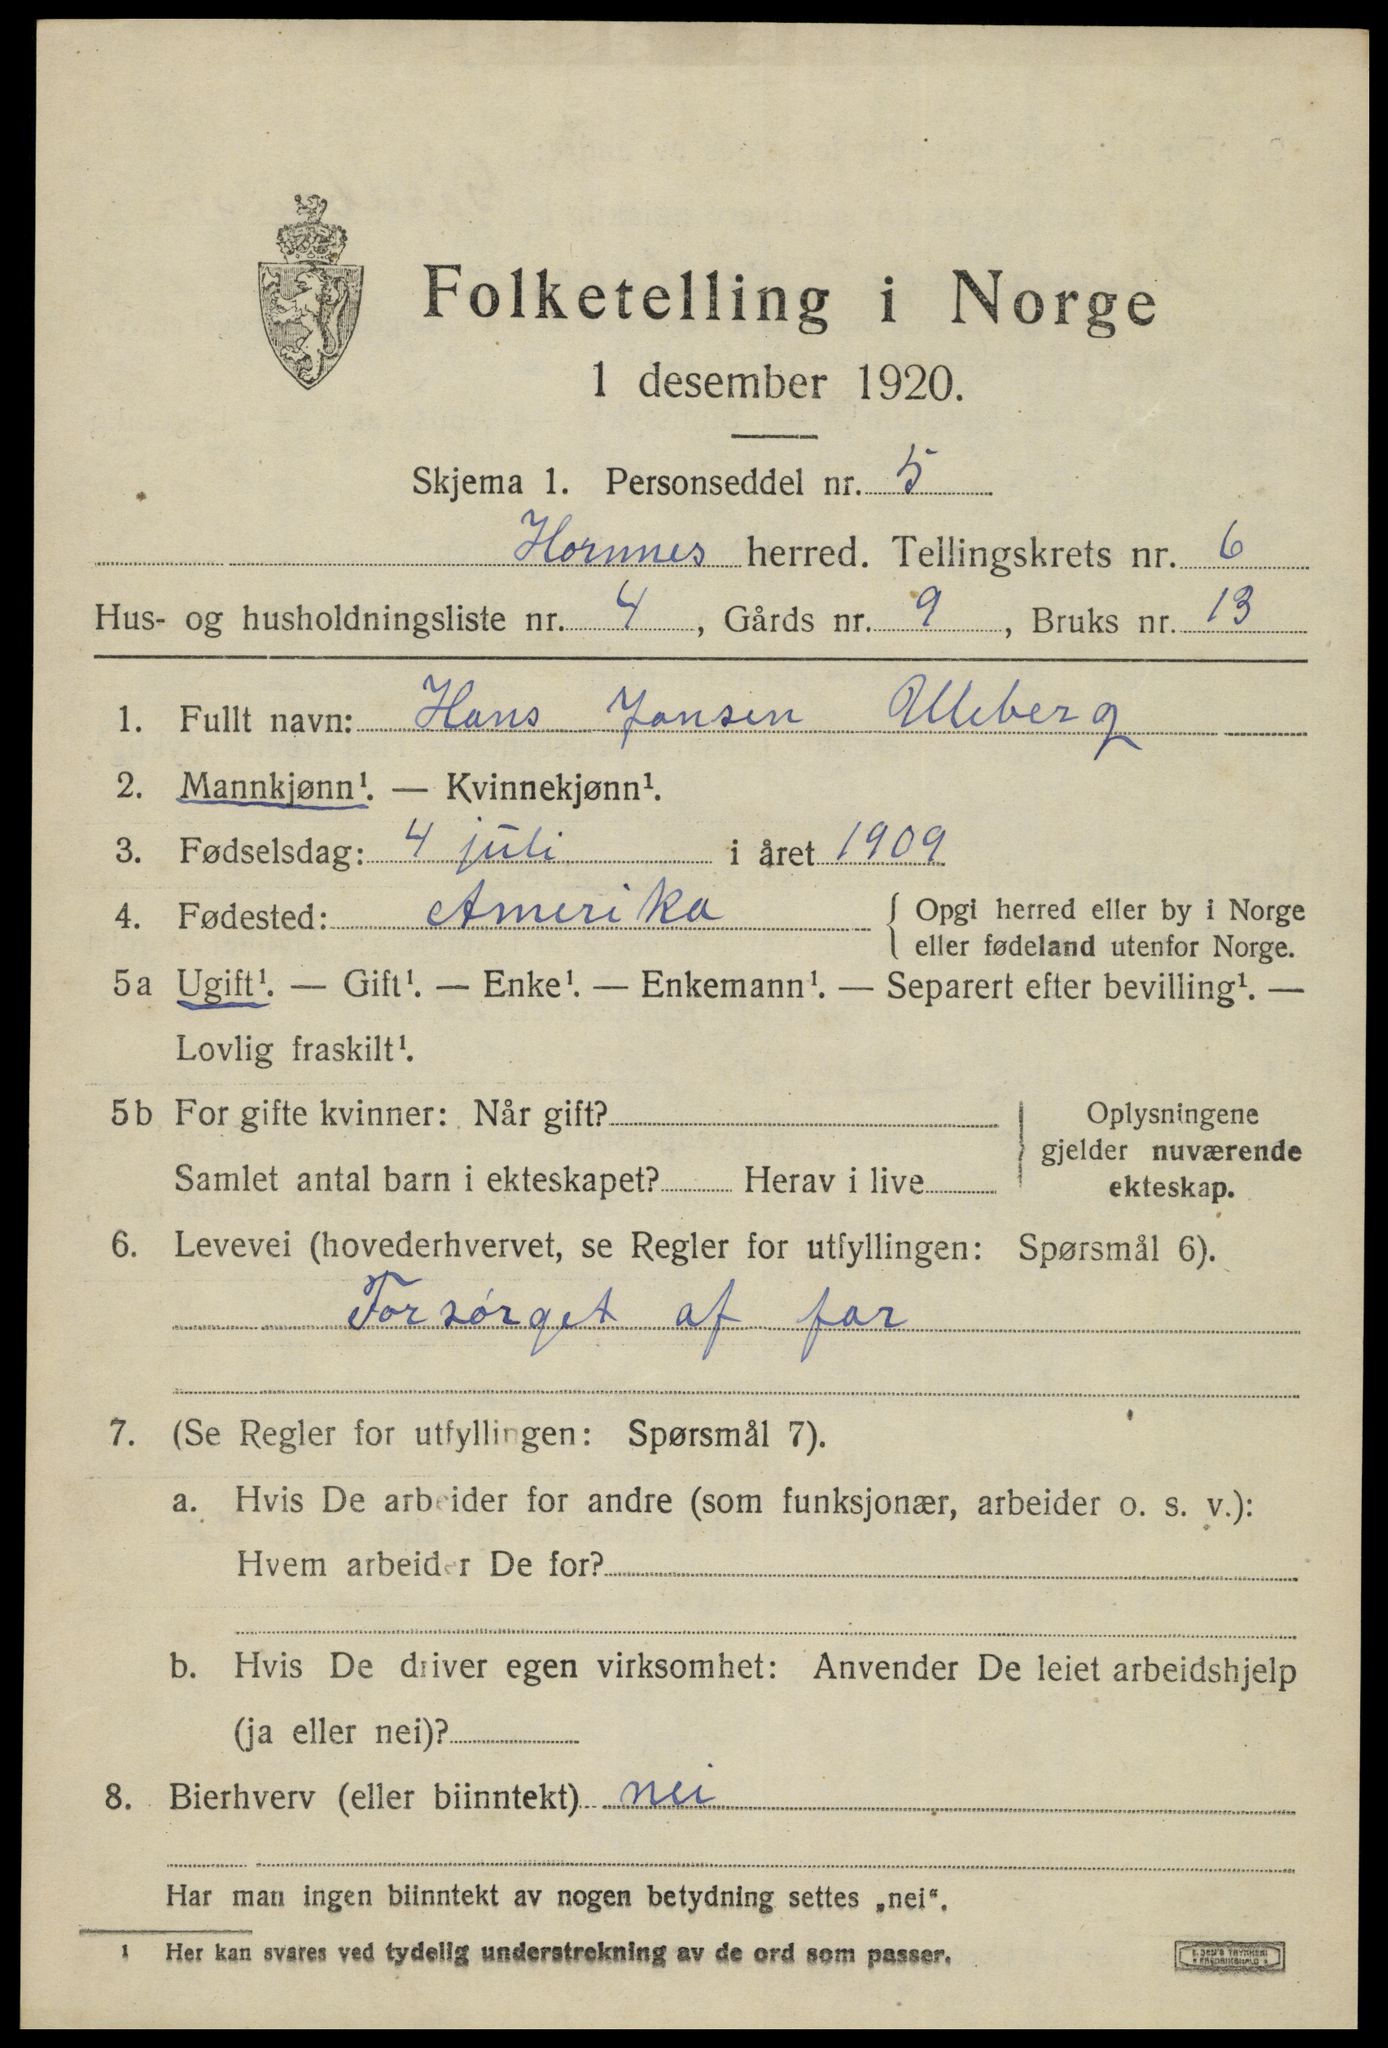 Folketelling i Norge
1 desember 1920.
Skjema 1. Personseddel nr. 5
Hornnes herred. Tellingskrets nr. 6
Hus- og husholdningsliste nr. 4, Gårds nr. 9, Bruks nr. 13
1. Fullt navn: Hans Jansen Ulleberg
2. Mannkjønn¹. — Kvinnekjønn¹.
3. Fødselsdag: 4 juli i året 1909
4. Fødested: Amerika { Opgi herred eller by i Norge
eller fødeland utenfor Norge.
5a Ugift¹. — Gift¹. — Enke¹. — Enkemann¹. — Separert efter bevilling¹. —
Lovlig fraskilt¹.
5b For gifte kvinner: Når gift? } Oplysningene
gjelder nuværende
Samlet antal barn i ekteskapet? Herav i live
ekteskap.
6. Levevei (hovederhvervet, se Regler for utfyllingen: Spørsmål 6).
Forsørget af far
7. (Se Regler for utfyllingen: Spørsmål 7).
a. Hvis De arbeider for andre (som funksjonær, arbeider o. s. v.):
Hvem arbeider De for?
b. Hvis De driver egen virksomhet: Anvender De leiet arbeidshjelp
(ja eller nei)?
8. Bierhverv (eller biinntekt) nei
Har man ingen biinntekt av nogen betydning settes „nei“.
¹ Her kan svares ved tydelig understrekning av de ord som passer.